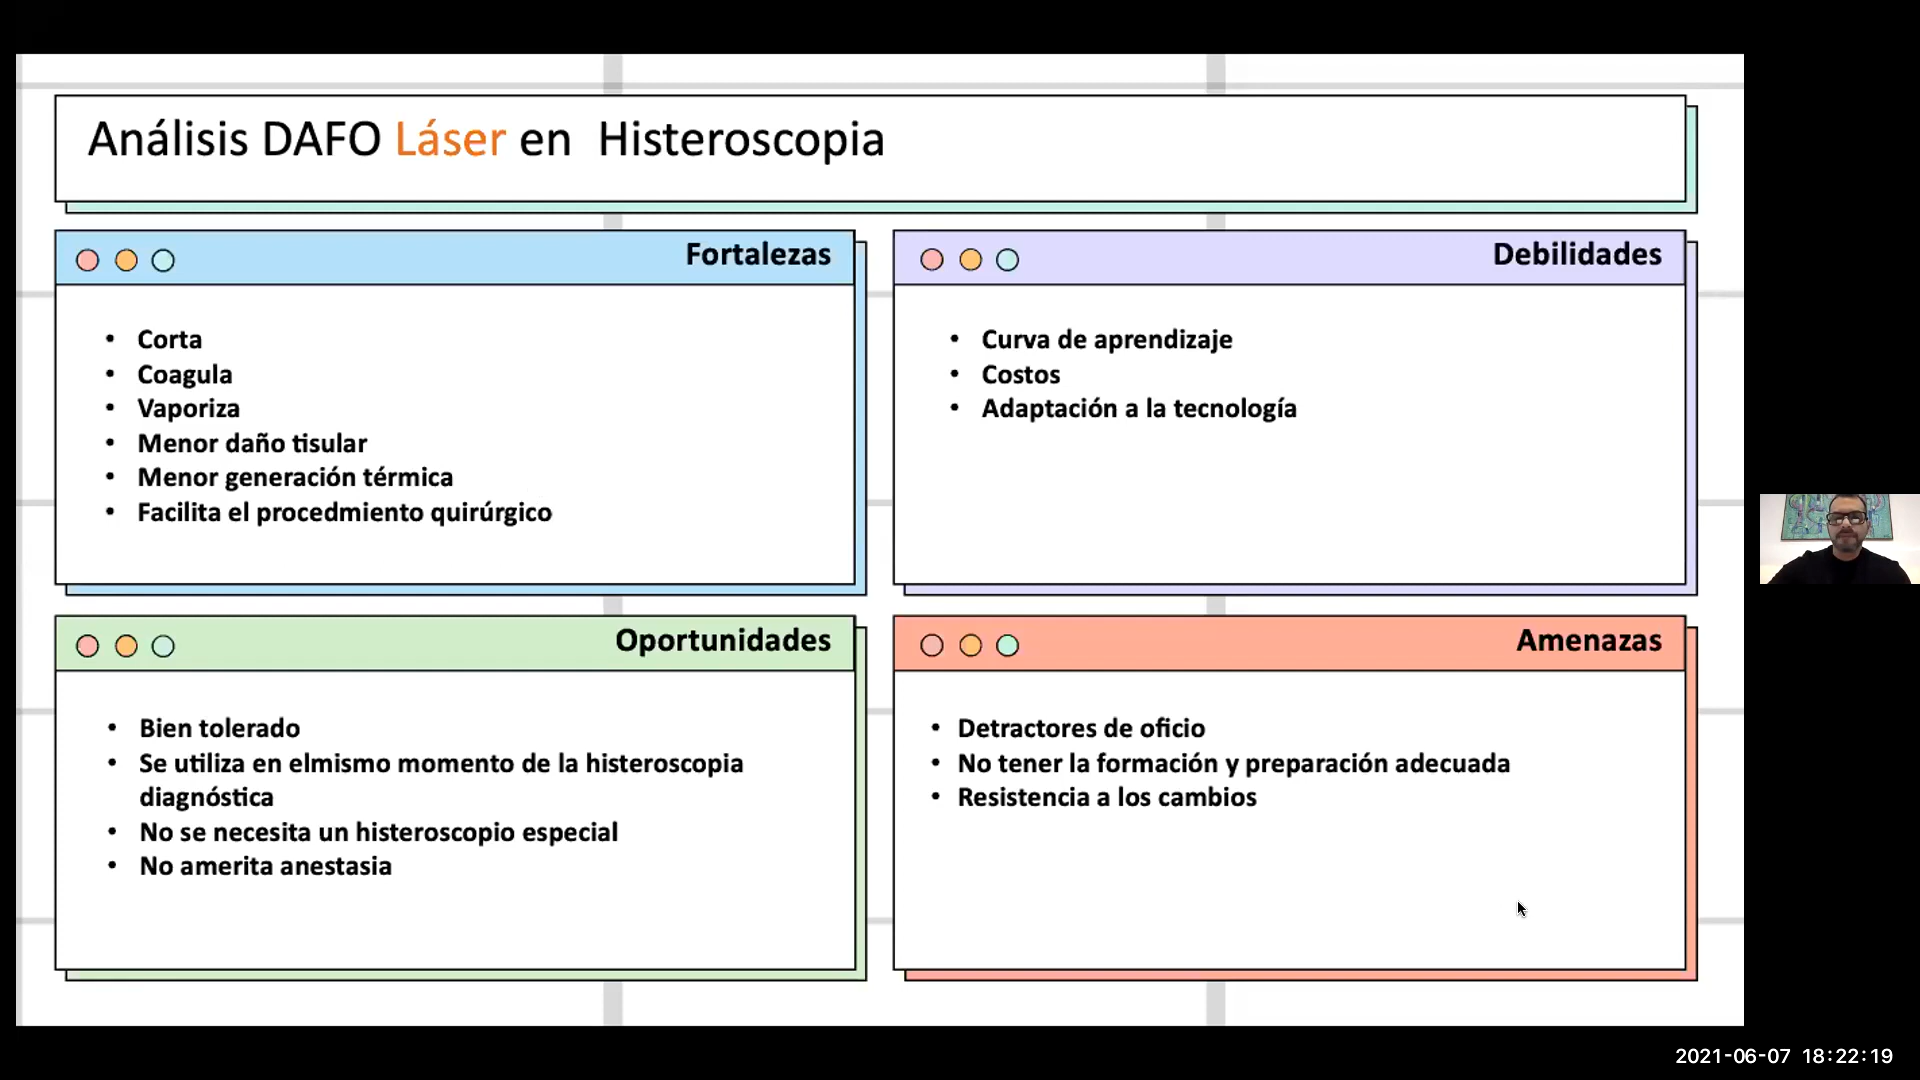 Análisis DAFO Láser en Histeroscopia
Fortalezas
• Corta
• Coagula
• Vaporiza
• Menor daño tisular
• Menor generación térmica
• Facilita el procedmiento quirúrgico
Debilidades
• Curva de aprendizaje
• Costos
• Adaptación a la tecnología
Oportunidades
• Bien tolerado
• Se utiliza en elmismo momento de la histeroscopia
diagnóstica
• No se necesita un histeroscopio especial
• No amerita anestasia
Amenazas
• Detractores de oficio
• No tener la formación y preparación adecuada
• Resistencia a los cambios
2021-06-07 18:22:19